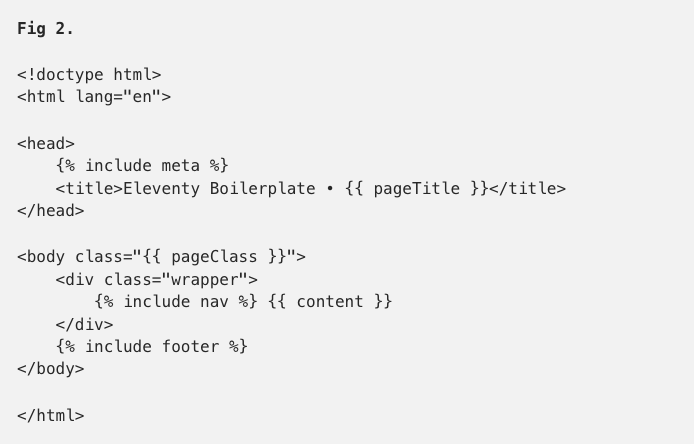 Fig 2.
<!doctype html>
<html lang="en">
<head>
{% include meta %}
<title>Eleventy Boilerplate • {{ pageTitle }}</title>
</head>
<body class="{{ pageClass }}">
<div class="wrapper">
{% include nav %} {{ content }}
</div>
{% include footer %}
</body>
</html>